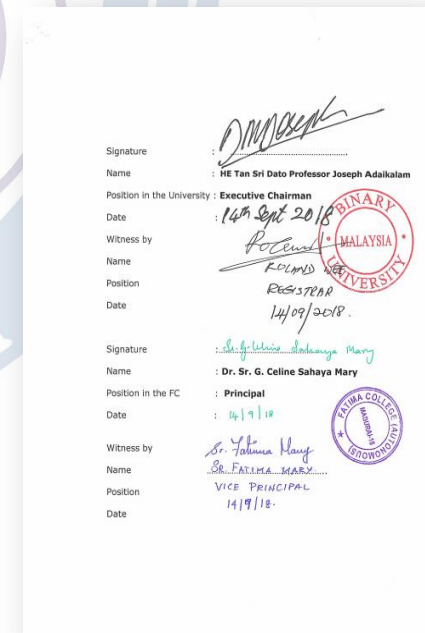 Signature :
Name : HE Tan Sri Dato Professor Joseph Adaikalam
Position in the University : Executive Chairman
Date : 14th Sept 2018
Witness by
Name ROLAND
Position REGISTRAR
Date 14/09/2018.
BINARY UNIVERSITY
MALAYSIA
Signature : Sr. G. Celine Sahaya Mary
Name : Dr. Sr. G. Celine Sahaya Mary
Position in the FC : Principal
Date : 14/9/18
FATIMA COLLEGE (AUTONOMOUS)
MADURAI-18
Witness by Sr. Fatima Mary
Name SR. FATIMA MARY.
Position VICE PRINCIPAL
Date 14/9/18.